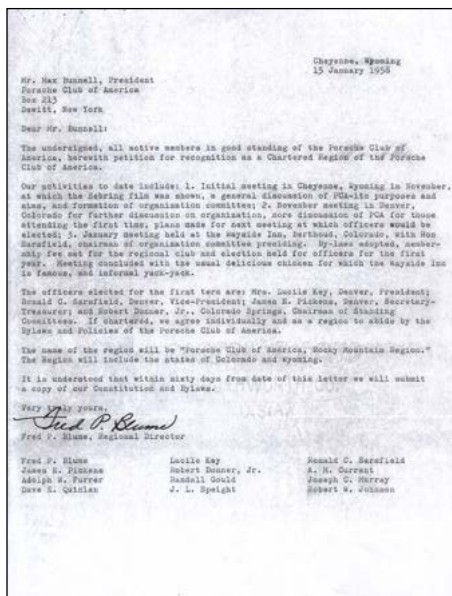 Cheyenne, Wyoming
15 January 1958
Mr. Max Bunnell, President
Porsche Club of America
Box 213
Dewitt, New York
Dear Mr. Bunnell:
The undersigned, all active members in good standing of the Porsche Club of
America, herewith petition for recognition as a Chartered Region of the Porsche
Club of America.
Our activities to date include: 1. Initial meeting in Cheyenne, Wyoming in November,
at which the Sebring film was shown, a general discussion of PCA-its purposes and
aims, and formation of organization committee; 2. November meeting in Denver,
Colorado for further discussion on organization, more discussion of PCA for those
attending the first time, plans made for next meeting at which officers would be
elected; 3. January meeting held at the Wayside Inn, Berthoud, Colorado, with Ron
Sarsfield, chairman of organization committee presiding. By-laws adopted, member-
ship fee set for the regional club and election held for officers for the first
year. Meeting concluded with the usual delicious chicken for which the Wayside Inn
is famous, and informal yack-yack.
The officers elected for the first term are: Mrs. Lucile Key, Denver, President;
Ronald C. Sarsfield, Denver, Vice-President; James E. Pickens, Denver, Secretary-
Treasurer; and Robert Donner, Jr., Colorado Springs, Chairman of Standing
Committees. If chartered, we agree individually and as a region to abide by the
Bylaws and Policies of the Porsche Club of America.
The name of the region will be "Porsche Club of America, Rocky Mountain Region."
The Region will include the states of Colorado and Wyoming.
It is understood that within sixty days from date of this letter we will submit
a copy of our Constitution and Bylaws.
Very truly yours,
Fred P. Blume
Fred P. Blume, Regional Director
Fred P. Blume Lucile Key Ronald C. Sarsfield
James E. Pickens Robert Donner, Jr. A. M. Current
Adolph W. Furrer Randall Gould Joseph C. Murray
Dave E. Quinlan J. L. Speight Robert W. Johnson